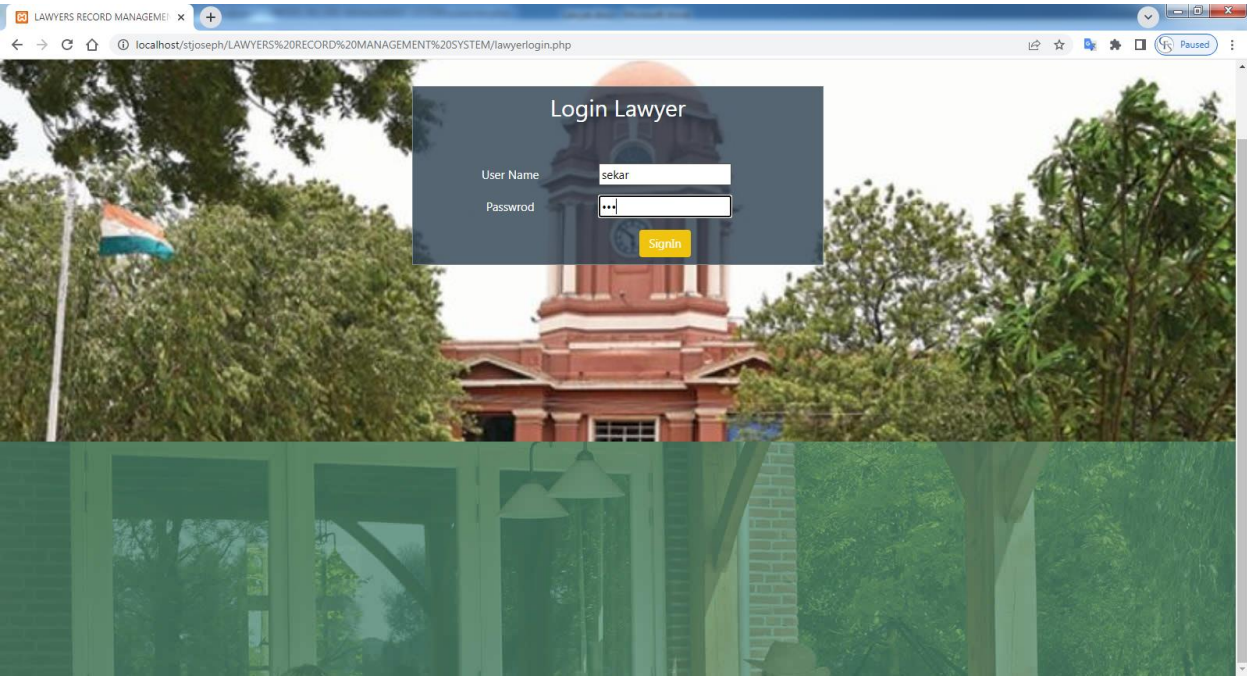 LAWYERS RECORD MANAGEME
localhost/stjoseph/LAWYERS%20RECORD%20MANAGEMENT%20SYSTEM/lawyerlogin.php
Paused
Login Lawyer
User Name
sekar
Passwrod
SignIn